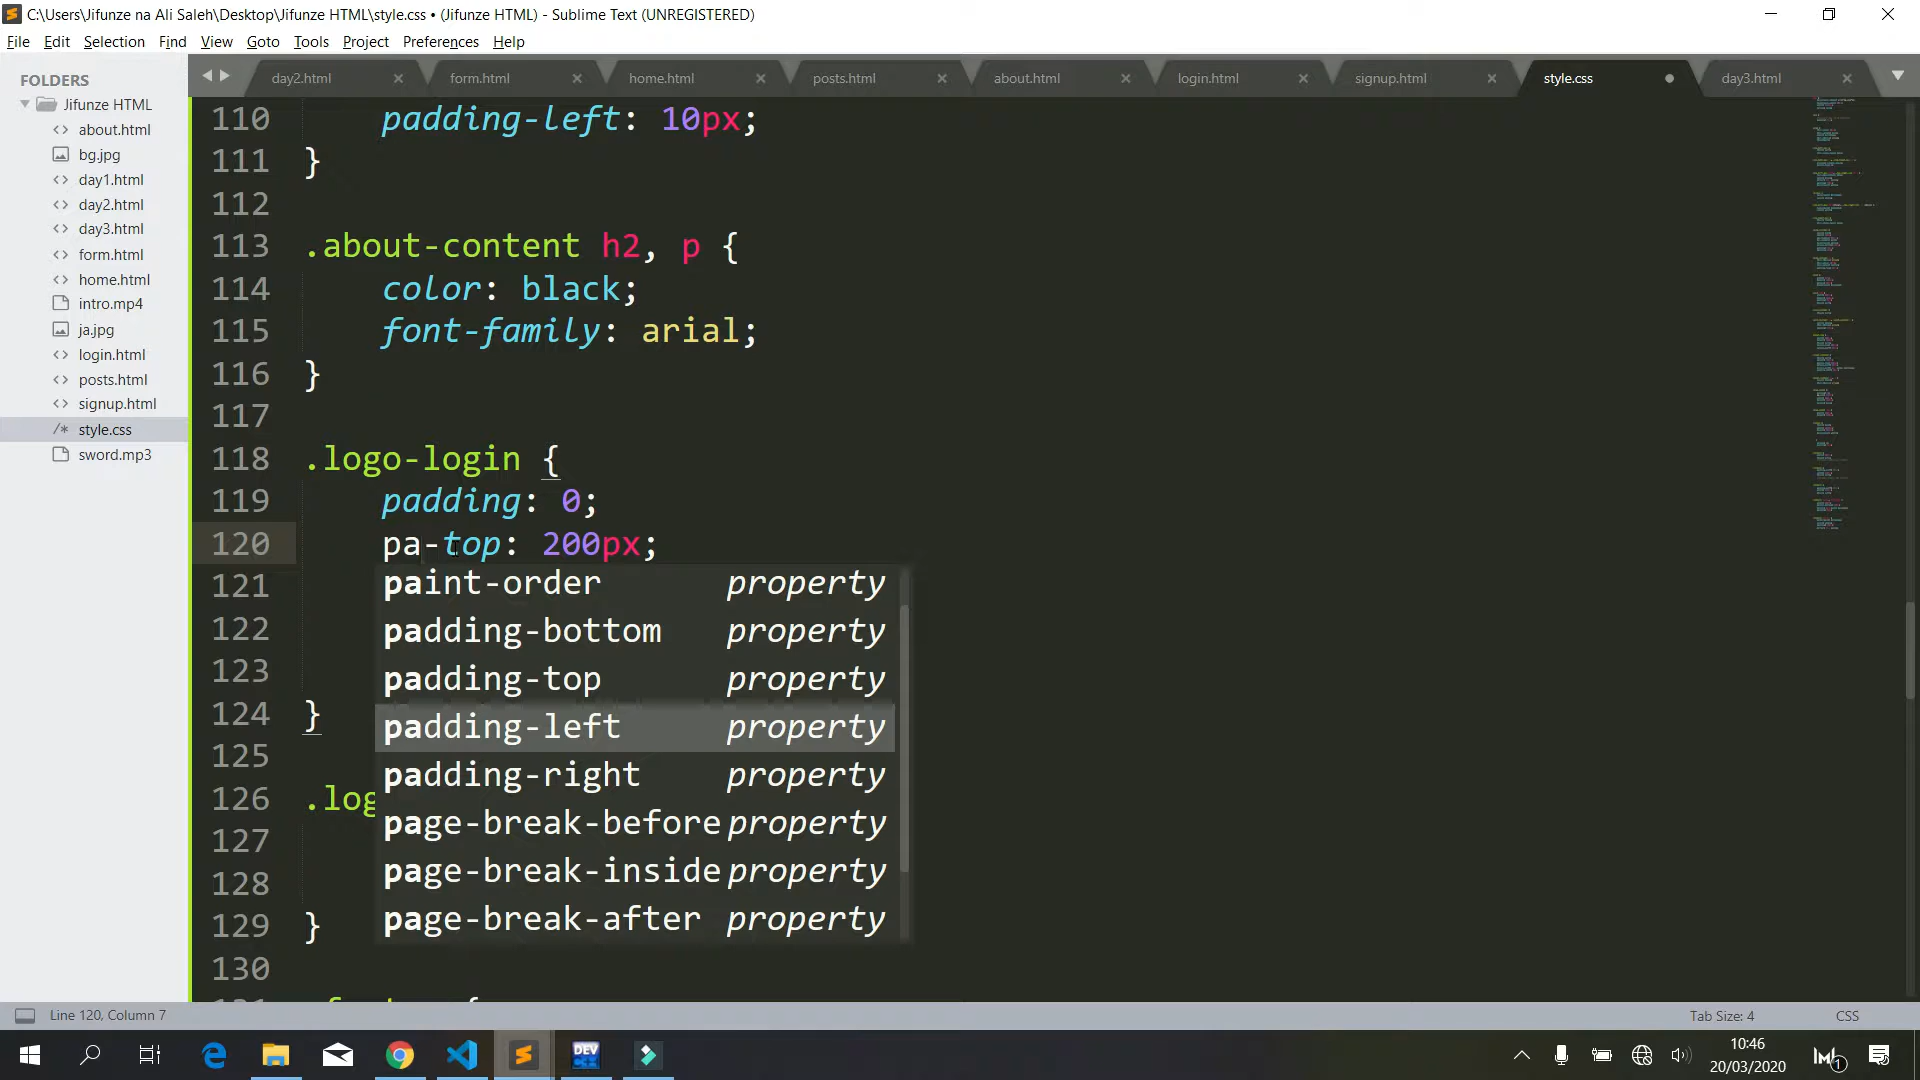 C:\Users\Jifunze na Ali Saleh\Desktop\Jifunze HTML\style.css • (Jifunze HTML) - Sublime Text (UNREGISTERED)
File Edit Selection Find View Goto Tools Project Preferences Help
FOLDERS
Jifunze HTML
about.html
bg.jpg
day1.html
day2.html
day3.html
form.html
home.html
intro.mp4
ja.jpg
login.html
posts.html
signup.html
style.css
sword.mp3
day2.html form.html home.html posts.html about.html login.html signup.html style.css day3.html
110 padding-left: 10px;
111 }
112
113 .about-content h2, p {
114 color: black;
115 font-family: arial;
116 }
117
118 .logo-login {
119 padding: 0;
120 pa-top: 200px;
121
122
123
124 }
125
126 .log
127
128
129 }
130
paint-order property
padding-bottom property
padding-top property
padding-left property
padding-right property
page-break-before property
page-break-inside property
page-break-after property
Line 120, Column 7 Tab Size: 4 CSS
DEV C++
10:46
20/03/2020
1